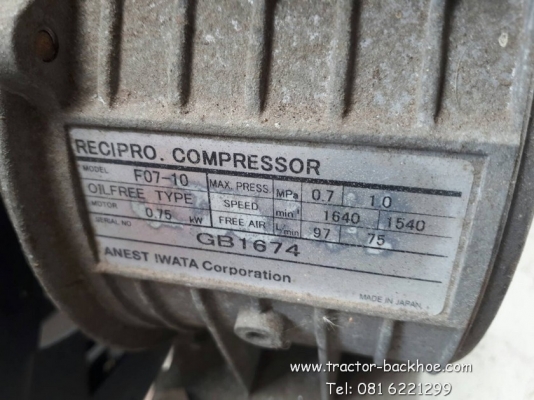 RECIPRO. COMPRESSOR
MODEL F07-10 MAX. PRESS. MPa 0.7 1.0
OILFREE TYPE SPEED min⁻¹ 1640 1540
MOTOR 0.75 kW FREE AIR L/min 97 75
SERIAL NO. GB1674
ANEST IWATA Corporation
MADE IN JAPAN
www.tractor-backhoe.com
Tel: 081 6221299